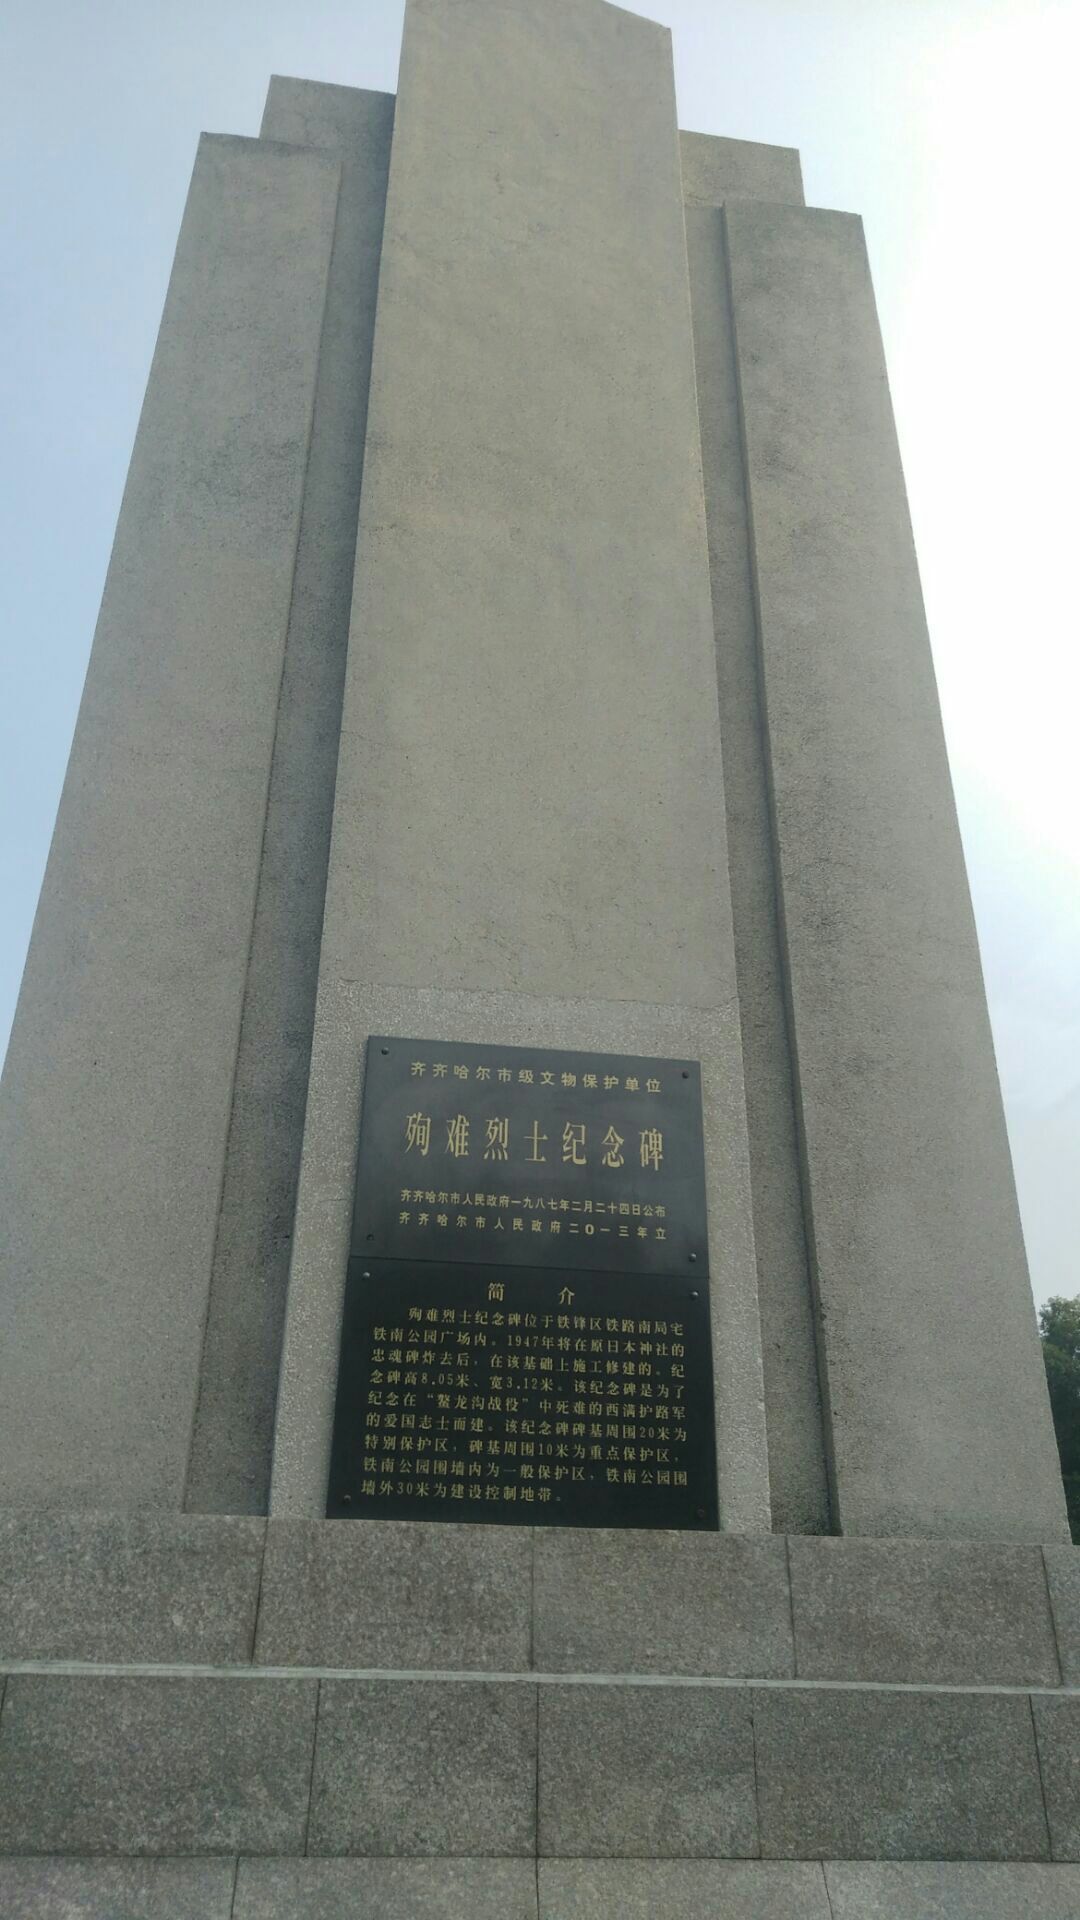 齐齐哈尔市级文物保护单位
殉难烈士纪念碑
齐齐哈尔市人民政府一九八七年二月二十四日公布
齐齐哈尔市人民政府二0一三年立
简 介
殉难烈士纪念碑位于铁锋区铁路南局宅
铁南公园广场内。1947年将在原日本神社的
忠魂碑炸去后，在该基础上施工修建的。纪
念碑高8.05米、宽3.12米。该纪念碑是为了
纪念在“鳌龙沟战役”中死难的西满护路军
的爱国志士而建。该纪念碑碑基周围20米为
特别保护区，碑基周围10米为重点保护区，
铁南公园围墙内为一般保护区，铁南公园围
墙外30米为建设控制地带。